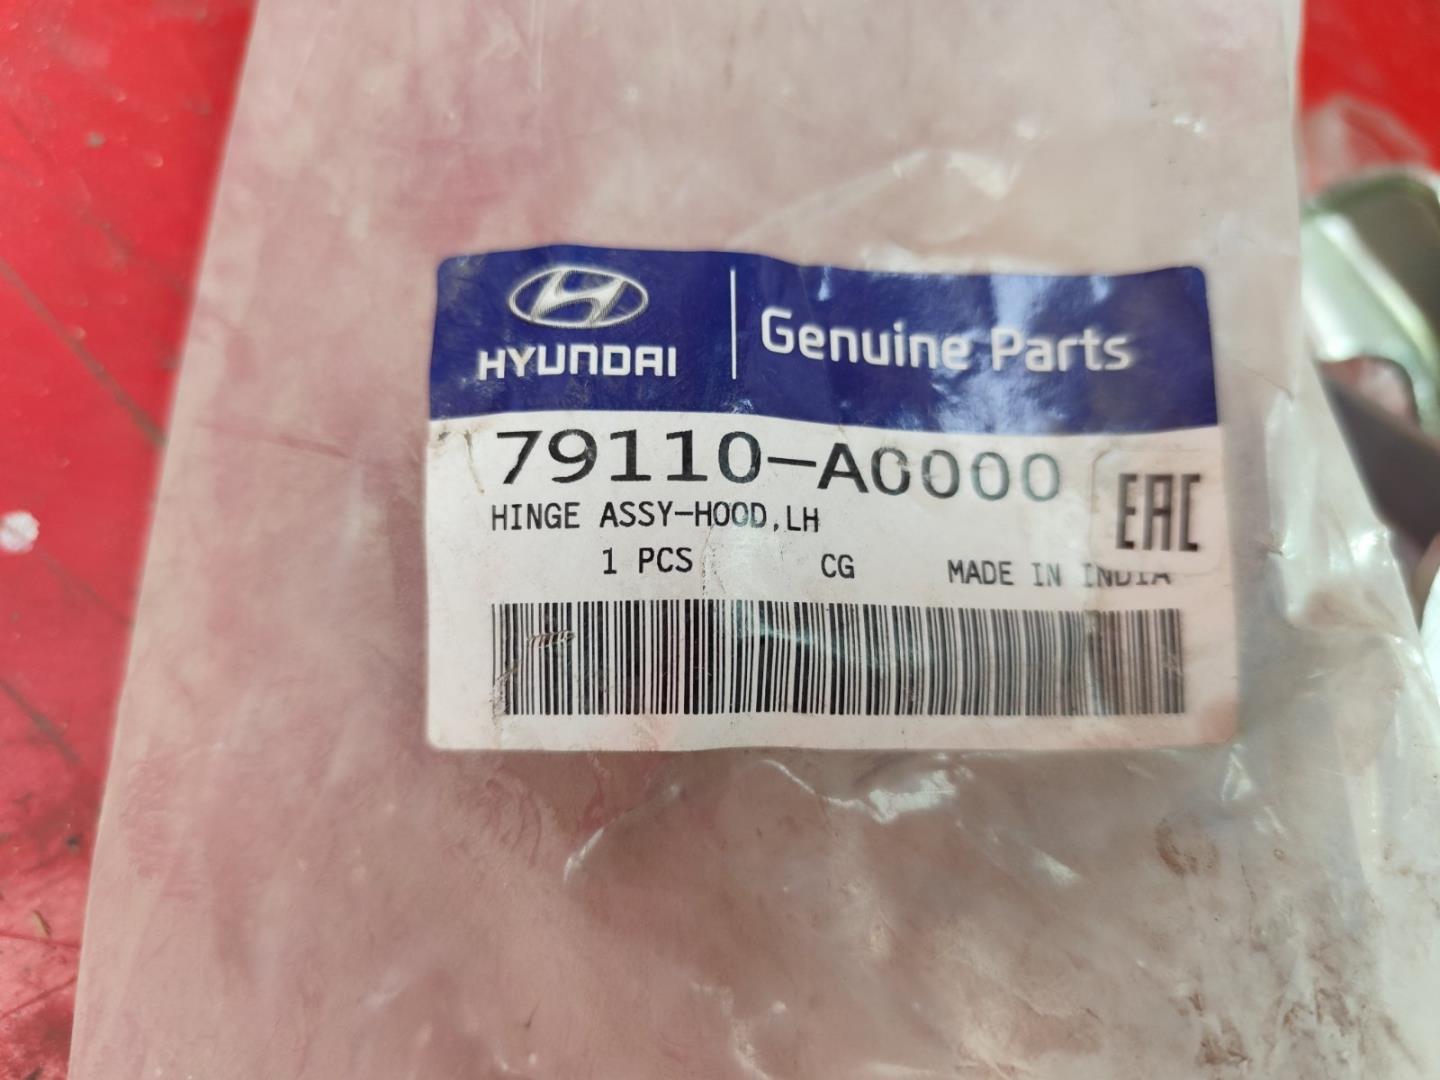 HYUNDAI
Genuine Parts
79110-A0000
HINGE ASSY-HOOD,LH
EAC
1 PCS CG MADE IN INDIA